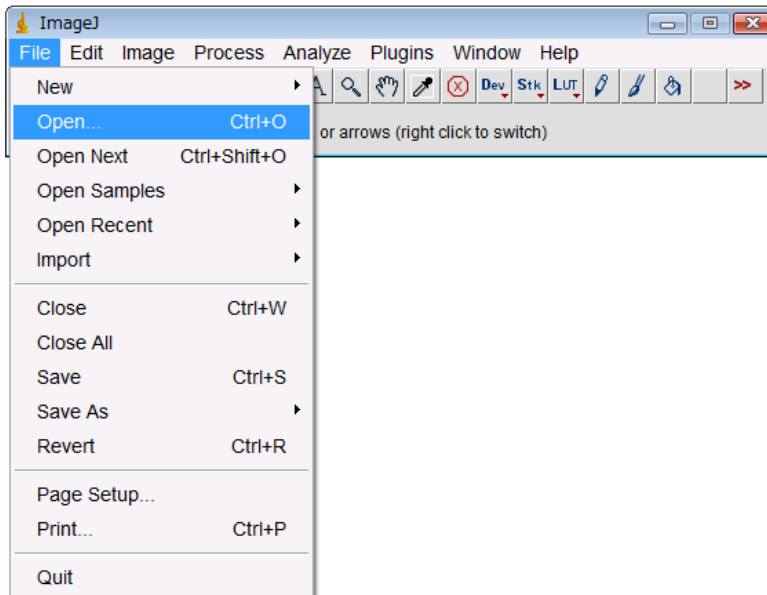 ImageJ
File Edit Image Process Analyze Plugins Window Help
New
Dev Stk LUT >>
Open... Ctrl+O
or arrows (right click to switch)
Open Next Ctrl+Shift+O
Open Samples
Open Recent
Import
Close Ctrl+W
Close All
Save Ctrl+S
Save As
Revert Ctrl+R
Page Setup...
Print... Ctrl+P
Quit